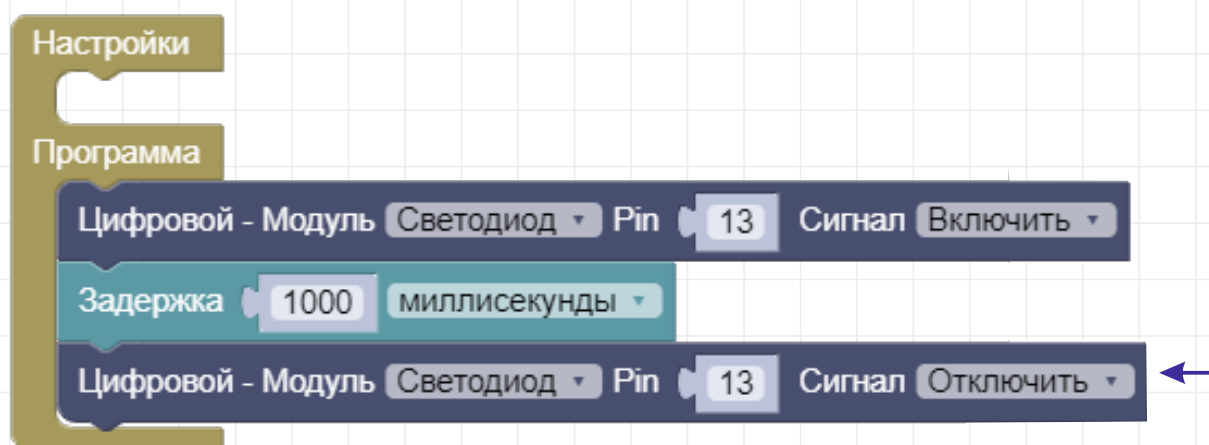 Настройки
Программа
Цифровой - Модуль Светодиод Pin 13 Сигнал Включить
Задержка 1000 миллисекунды
Цифровой - Модуль Светодиод Pin 13 Сигнал Отключить